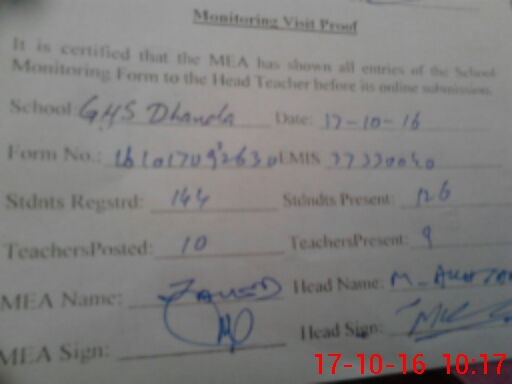 Monitoring Visit Proof
It is certified that the MEA has shown all entries of the School
Monitoring Form to the Head Teacher before its online submission.
School: GHS Dhamola Date: 17-10-16
Form No.: EMIS 37330040
Stdnts Regstrd: 144 Stdndts Present: 126
TeachersPosted: 10 TeachersPresent: 9
MEA Name: Head Name: M-
MEA Sign: Head Sign:
17-10-16 10:17